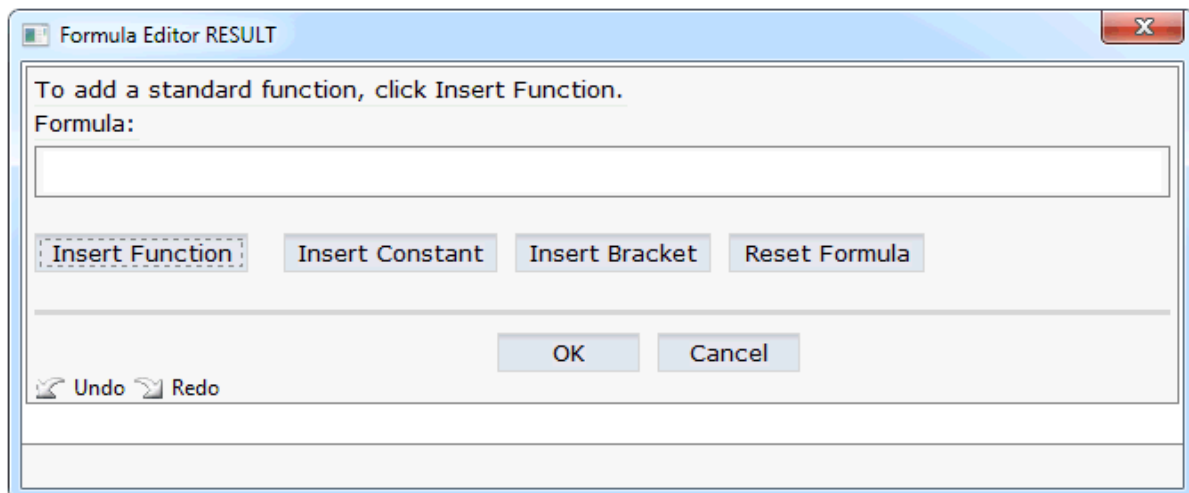 Formula Editor RESULT
X
To add a standard function, click Insert Function.
Formula:
Insert Function Insert Constant Insert Bracket Reset Formula
OK Cancel
Undo Redo